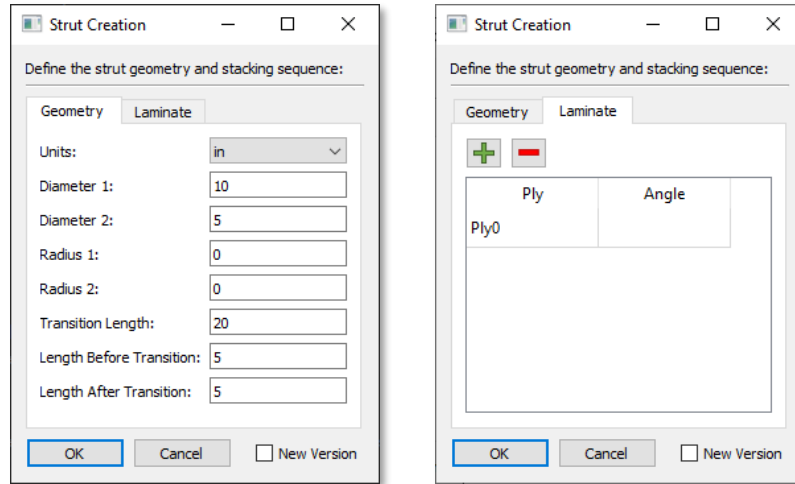 Strut Creation
Define the strut geometry and stacking sequence:
Geometry Laminate
Units: in
Diameter 1: 10
Diameter 2: 5
Radius 1: 0
Radius 2: 0
Transition Length: 20
Length Before Transition: 5
Length After Transition: 5
OK Cancel New Version
Strut Creation
Define the strut geometry and stacking sequence:
Geometry Laminate
Ply Angle
Ply0
OK Cancel New Version